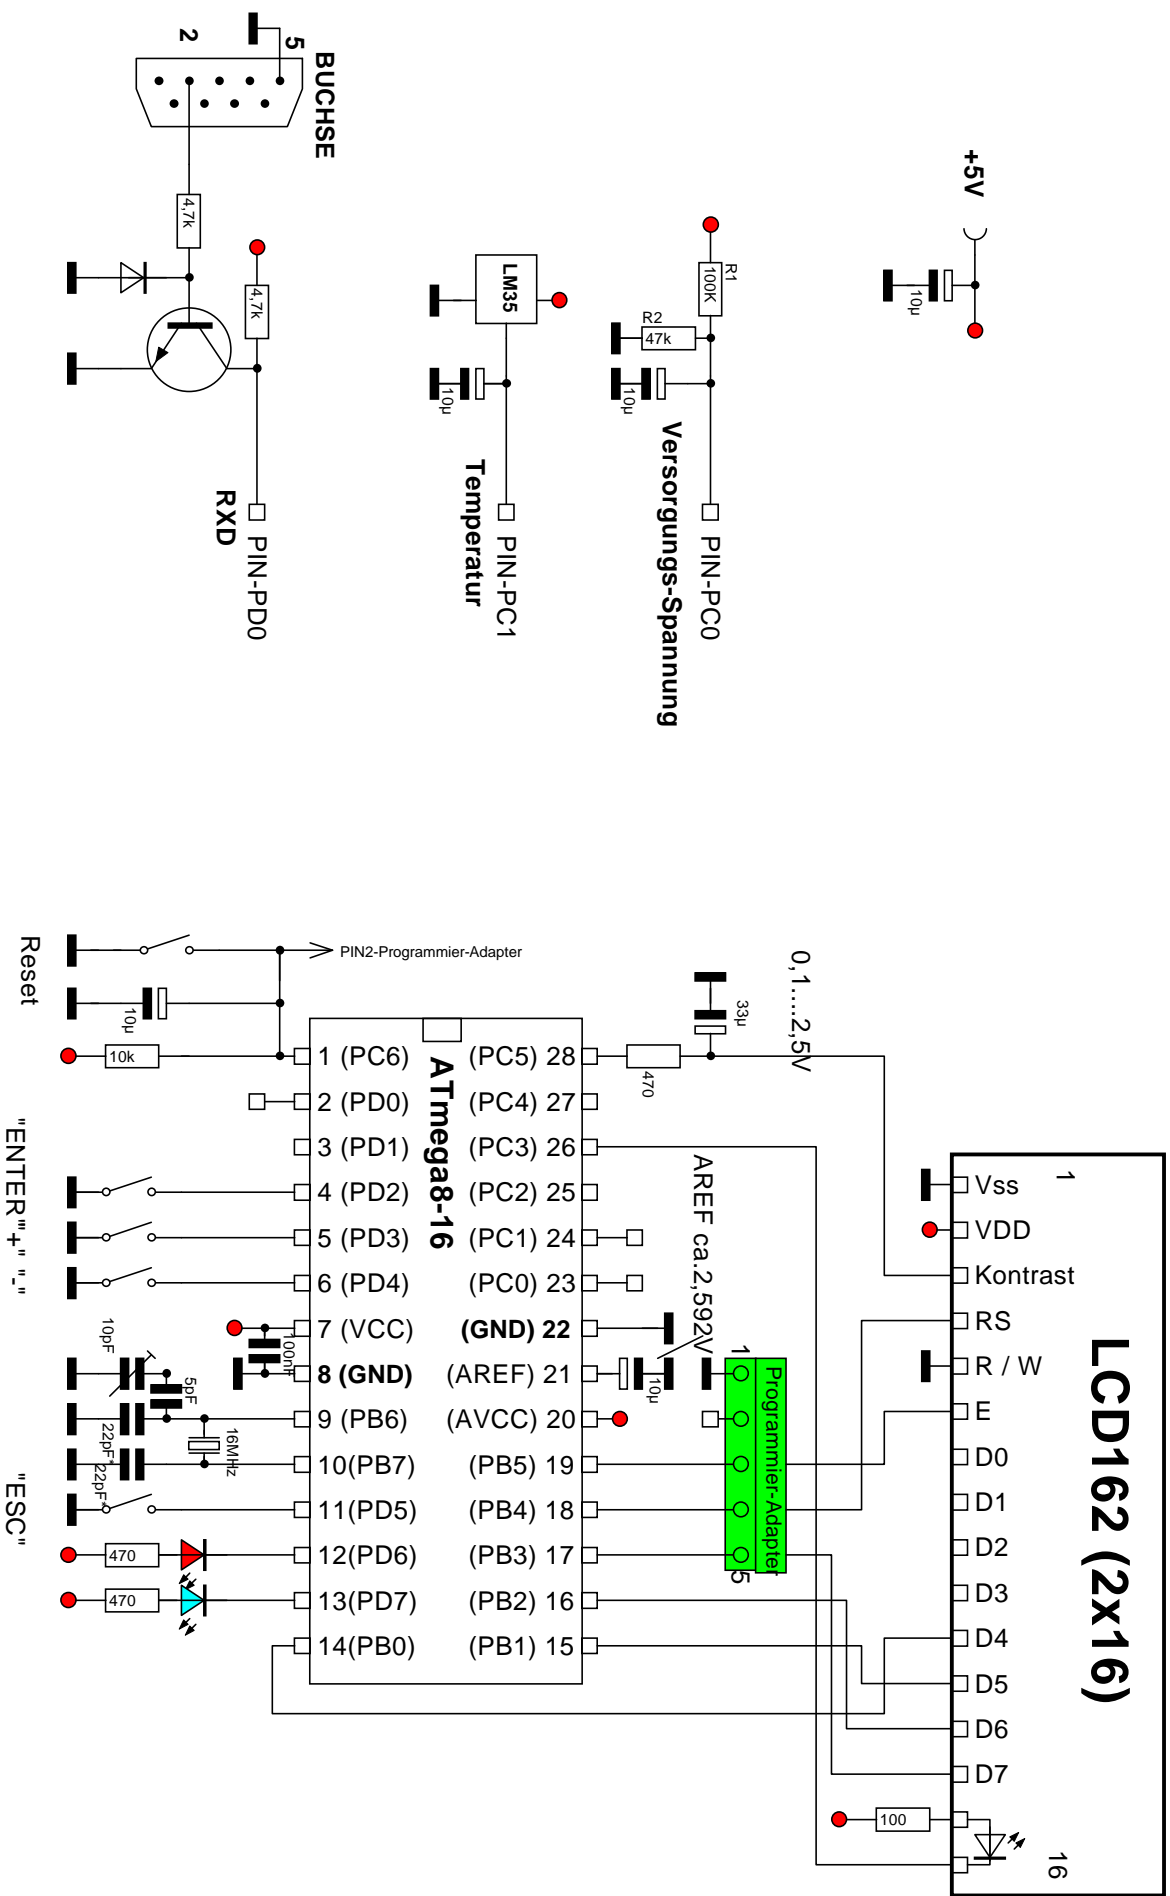 +5V
10µ
R1
100K
R2
47k
10µ
PIN-PC0
Versorgungs-Spannung
LM35
10µ
PIN-PC1
Temperatur
BUCHSE
5
2
4,7k
4,7k
PIN-PD0
RXD
LCD162 (2x16)
1
Vss
VDD
Kontrast
RS
R / W
E
D0
D1
D2
D3
D4
D5
D6
D7
16
100
0,1....2,5V
33µ
470
AREF ca.2,592V
10µ
Programmier-Adapter
1
5
PIN2-Programmier-Adapter
ATmega8-16
1 (PC6)
2 (PD0)
3 (PD1)
4 (PD2)
5 (PD3)
6 (PD4)
7 (VCC)
8 (GND)
9 (PB6)
10(PB7)
11(PD5)
12(PD6)
13(PD7)
14(PB0)
(PC5) 28
(PC4) 27
(PC3) 26
(PC2) 25
(PC1) 24
(PC0) 23
(GND) 22
(AREF) 21
(AVCC) 20
(PB5) 19
(PB4) 18
(PB3) 17
(PB2) 16
(PB1) 15
Reset
10µ
10k
"ENTER"
"+"
"-"
100nF
10pF
5pF
22pF*
22pF*
16MHz
"ESC"
470
470